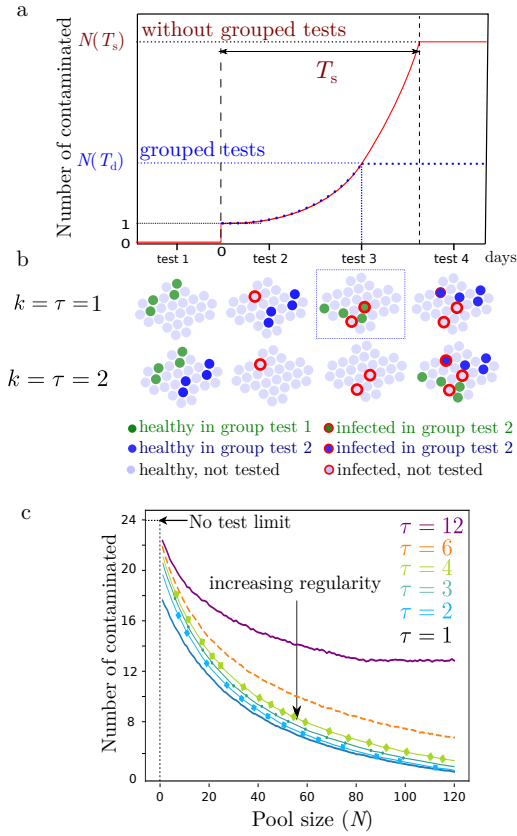 a
without grouped tests
N(Tₛ)
Tₛ
grouped tests
N(T_d)
Number of contaminated
1
0
0
test 1 test 2 test 3 test 4 days
b
k = τ = 1
k = τ = 2
healthy in group test 1 infected in group test 2
healthy in group test 2 infected in group test 2
healthy, not tested infected, not tested
c
24
No test limit
τ = 12
τ = 6
τ = 4
τ = 3
τ = 2
τ = 1
increasing regularity
20
16
12
8
0
Number of contaminated
0 20 40 60 80 100 120
Pool size (N)